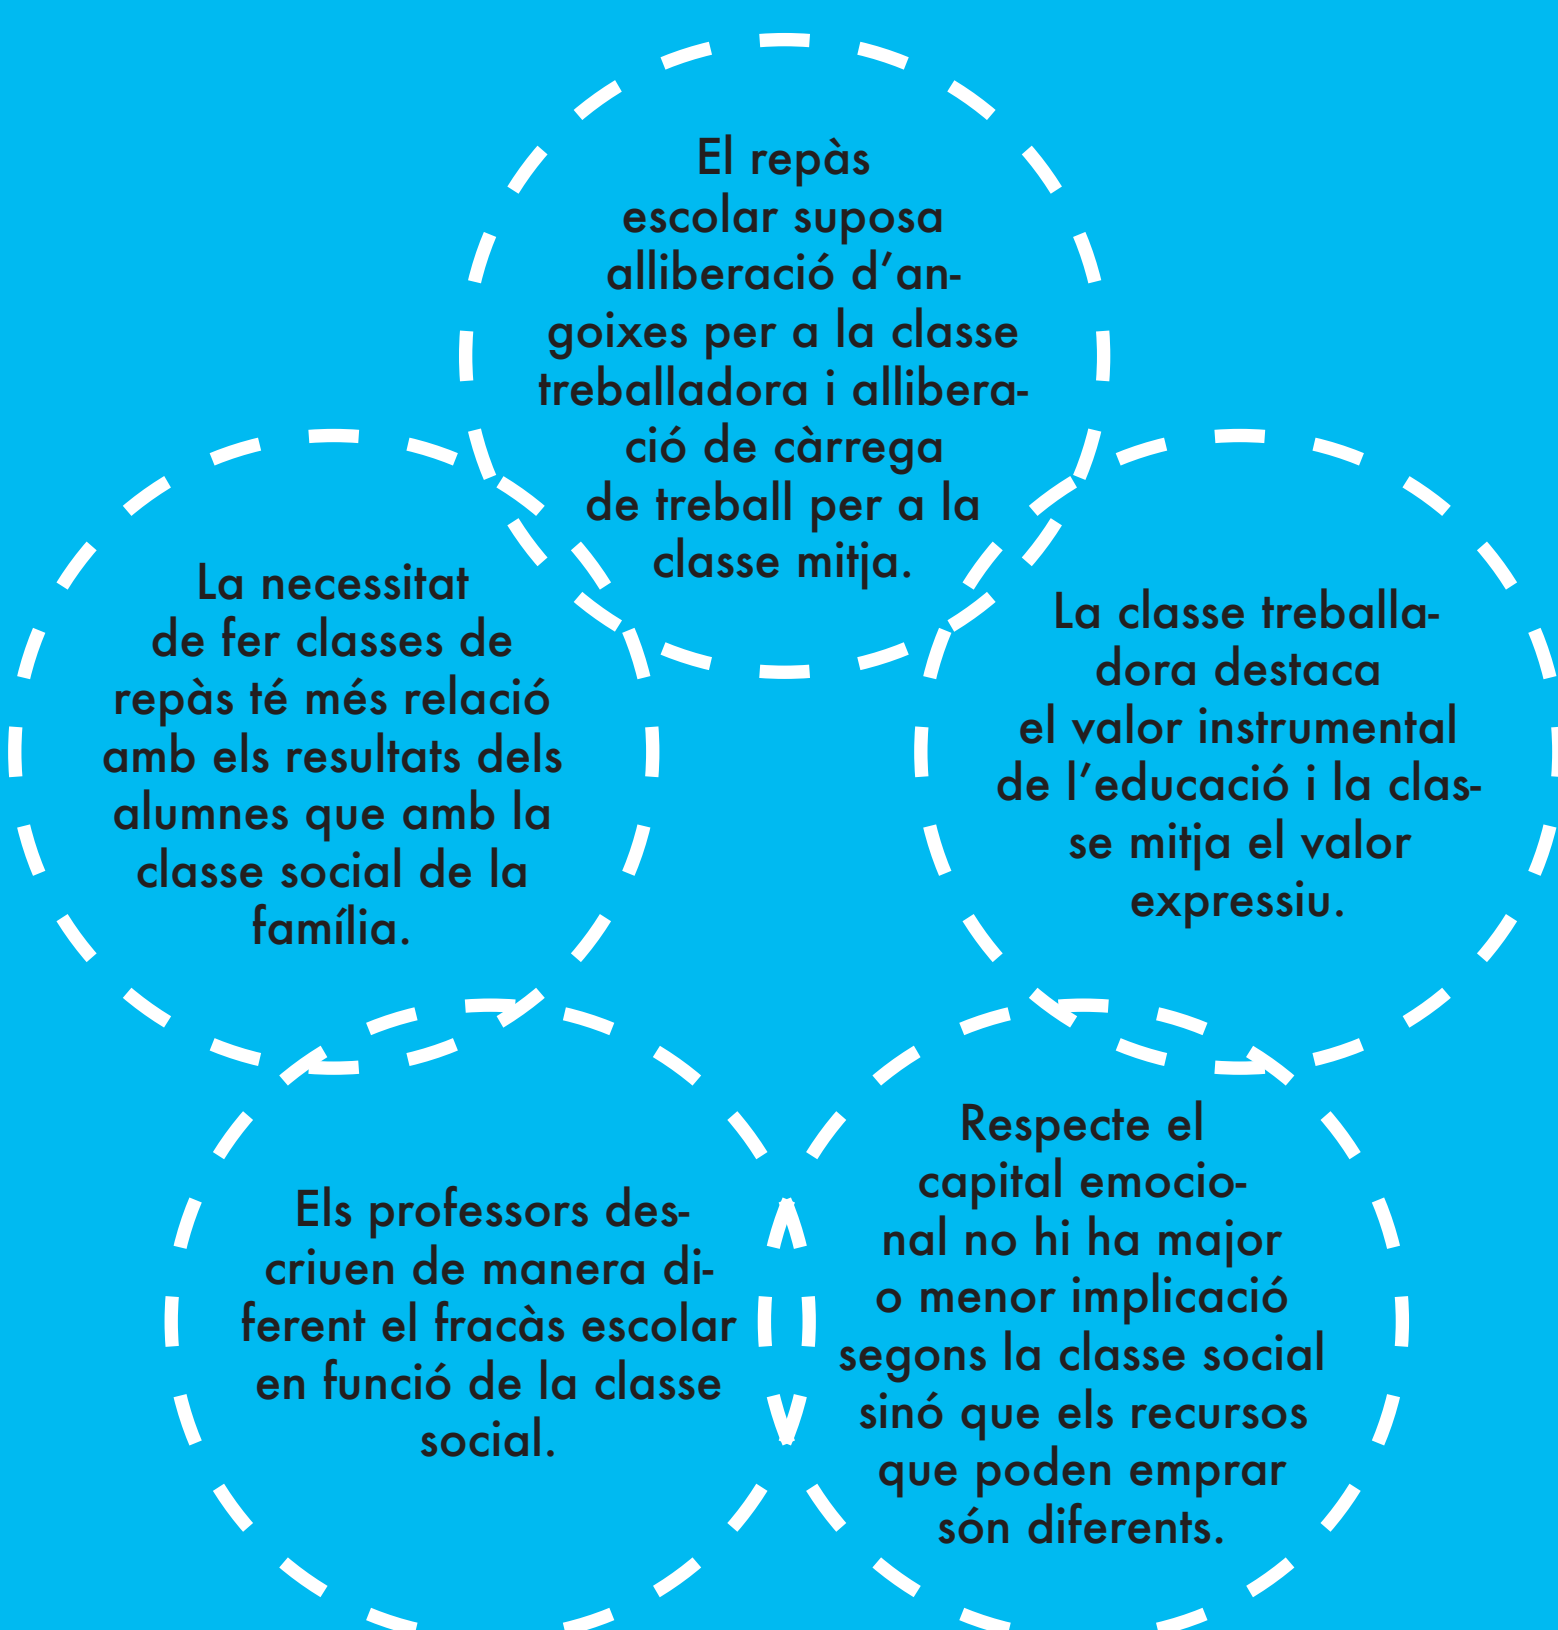 El repàs
escolar suposa
alliberació d’an-
goixes per a la classe
treballadora i allibera-
ció de càrrega
de treball per a la
classe mitja.
La necessitat
de fer classes de
repàs té més relació
amb els resultats dels
alumnes que amb la
classe social de la
família.
La classe treballa-
dora destaca
el valor instrumental
de l’educació i la clas-
se mitja el valor
expressiu.
Els professors des-
criuen de manera di-
ferent el fracàs escolar
en funció de la classe
social.
Respecte el
capital emocio-
nal no hi ha major
o menor implicació
segons la classe social
sinó que els recursos
que poden emprar
són diferents.